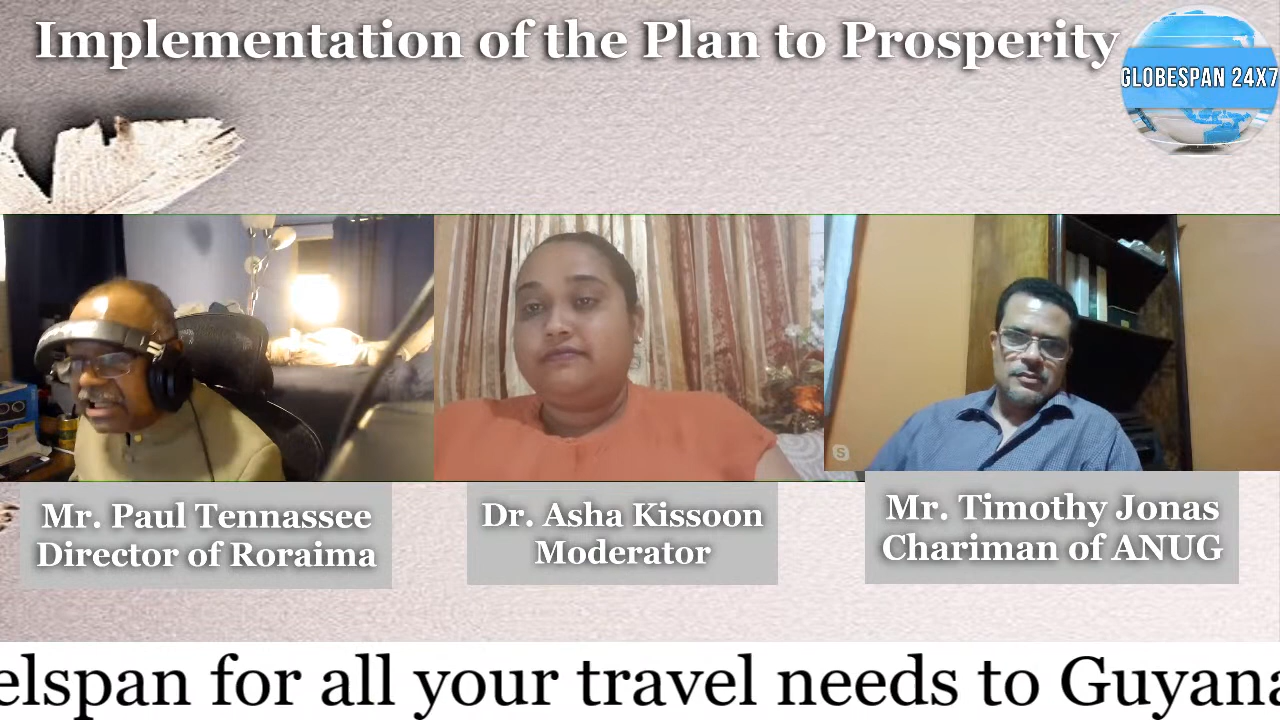 Implementation of the Plan to Prosperity
GLOBESPAN 24X7
Mr. Paul Tennassee
Director of Roraima
Dr. Asha Kissoon
Moderator
Mr. Timothy Jonas
Chariman of ANUG
S
elspan for all your travel needs to Guyana